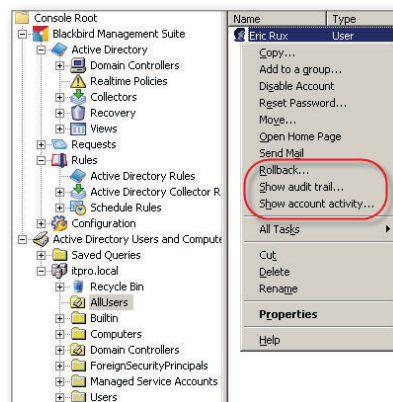 Console Root
Blackbird Management Suite
Active Directory
Domain Controllers
Realtime Policies
Collectors
Recovery
Views
Requests
Rules
Active Directory Rules
Active Directory Collector R
Schedule Rules
Configuration
Active Directory Users and Compute
Saved Queries
itpro.local
Recycle Bin
AllUsers
Builtin
Computers
Domain Controllers
ForeignSecurityPrincipals
Managed Service Accounts
Users
Name Type
Eric Rux User
Copy...
Add to a group...
Disable Account
Reset Password...
Move...
Open Home Page
Send Mail
Rollback...
Show audit trail...
Show account activity...
All Tasks
Cut
Delete
Rename
Properties
Help